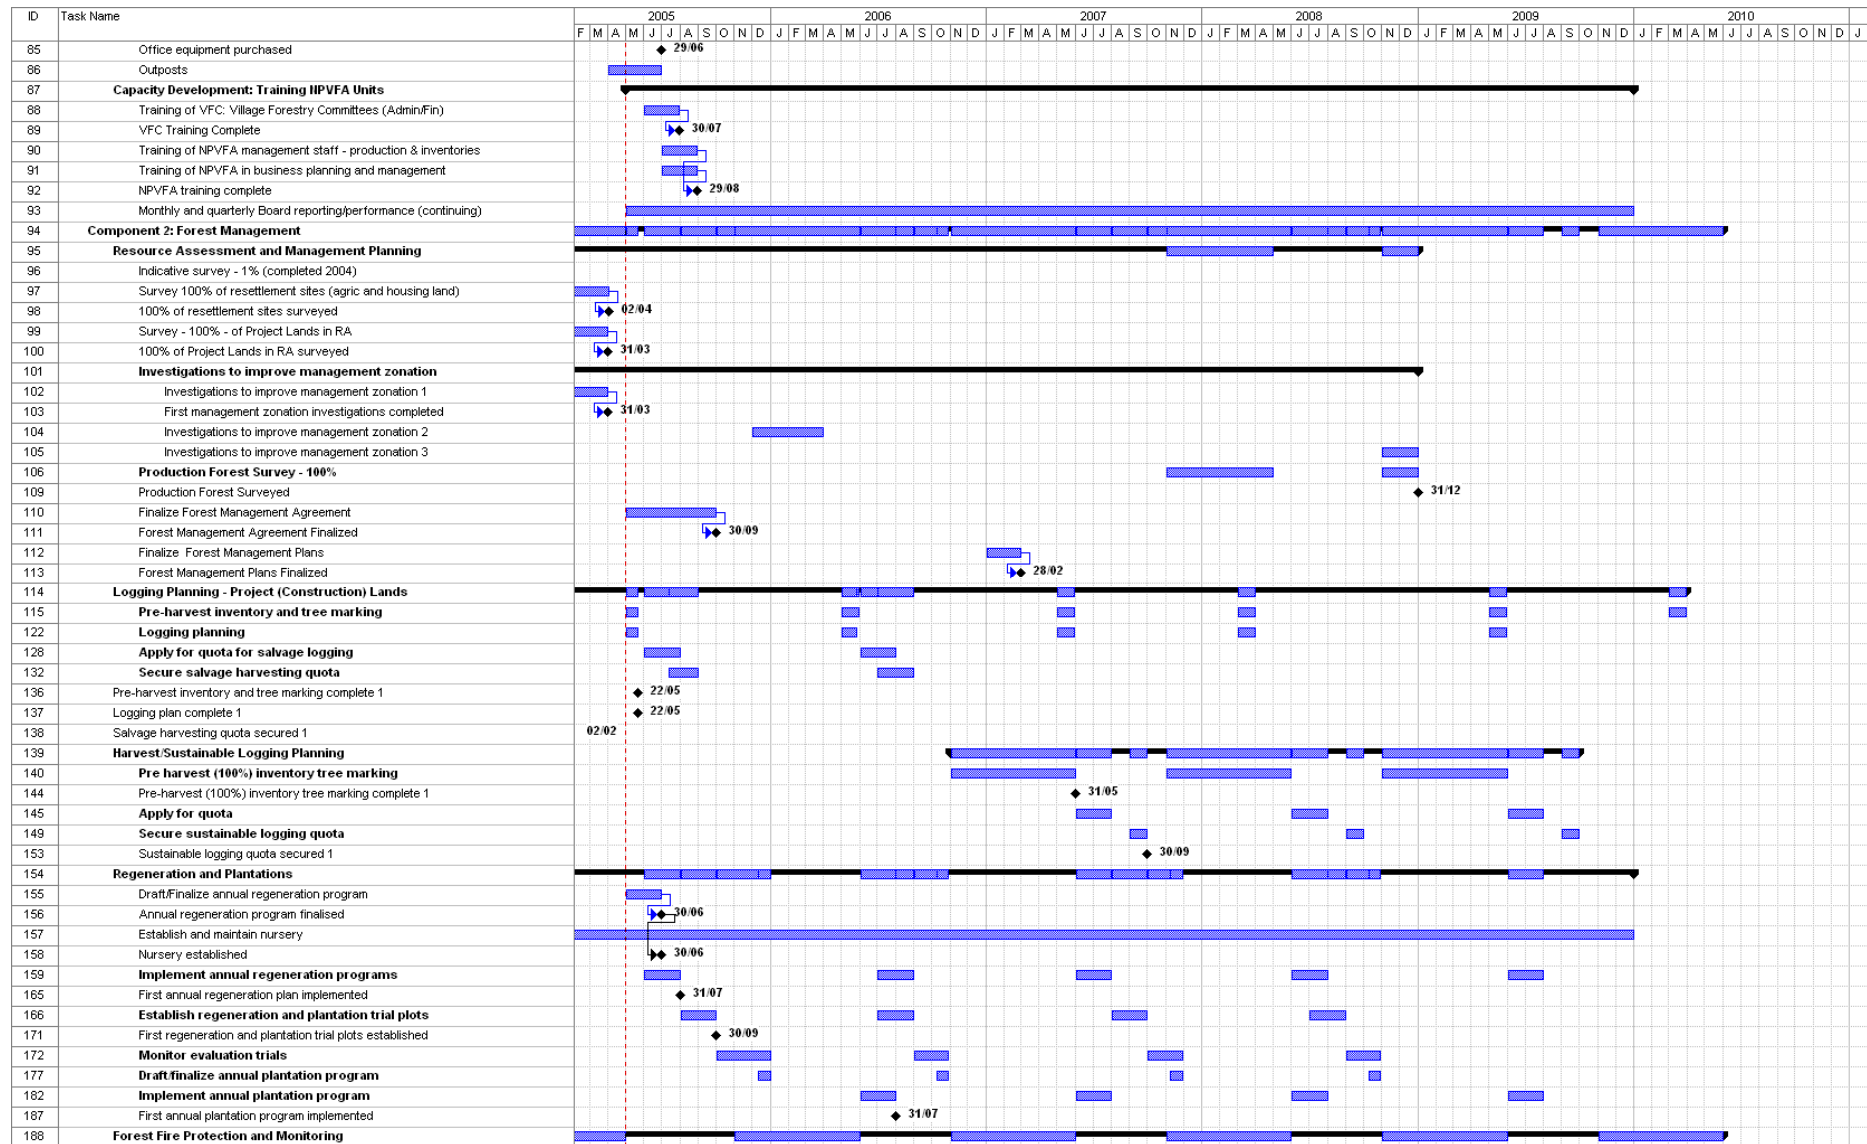 ID Task Name 2005 2006 2007 2008 2009 2010
F M A M J J A S O N D J F M A M J J A S O N D J F M A M J J A S O N D J F M A M J J A S O N D J F M A M J J A S O N D J F M A M J J A S O N D J
85 Office equipment purchased 29/06
86 Outposts
87 Capacity Development: Training NPVFA Units
88 Training of VFC: Village Forestry Committees (Admin/Fin)
89 VFC Training Complete 30/07
90 Training of NPVFA management staff - production & inventories
91 Training of NPVFA in business planning and management
92 NPVFA training complete 29/08
93 Monthly and quarterly Board reporting/performance (continuing)
94 Component 2: Forest Management
95 Resource Assessment and Management Planning
96 Indicative survey - 1% (completed 2004)
97 Survey 100% of resettlement sites (agric and housing land)
98 100% of resettlement sites surveyed 02/04
99 Survey - 100% - of Project Lands in RA
100 100% of Project Lands in RA surveyed 31/03
101 Investigations to improve management zonation
102 Investigations to improve management zonation 1
103 First management zonation investigations completed 31/03
104 Investigations to improve management zonation 2
105 Investigations to improve management zonation 3
106 Production Forest Survey - 100%
109 Production Forest Surveyed 31/12
110 Finalize Forest Management Agreement
111 Forest Management Agreement Finalized 30/09
112 Finalize Forest Management Plans
113 Forest Management Plans Finalized 28/02
114 Logging Planning - Project (Construction) Lands
115 Pre-harvest inventory and tree marking
122 Logging planning
128 Apply for quota for salvage logging
132 Secure salvage harvesting quota
136 Pre-harvest inventory and tree marking complete 1 22/05
137 Logging plan complete 1 22/05
138 Salvage harvesting quota secured 1 02/02
139 Harvest/Sustainable Logging Planning
140 Pre harvest (100%) inventory tree marking
144 Pre-harvest (100%) inventory tree marking complete 1 31/05
145 Apply for quota
149 Secure sustainable logging quota
153 Sustainable logging quota secured 1 30/09
154 Regeneration and Plantations
155 Draft/Finalize annual regeneration program
156 Annual regeneration program finalised 30/06
157 Establish and maintain nursery
158 Nursery established 30/06
159 Implement annual regeneration programs
165 First annual regeneration plan implemented 31/07
166 Establish regeneration and plantation trial plots
171 First regeneration and plantation trial plots established 30/09
172 Monitor evaluation trials
177 Draft/finalize annual plantation program
182 Implement annual plantation program
187 First annual plantation program implemented 31/07
188 Forest Fire Protection and Monitoring